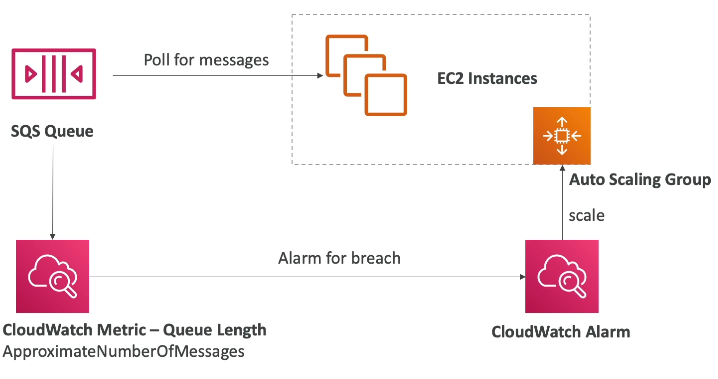 Poll for messages
EC2 Instances
SQS Queue
Auto Scaling Group
scale
Alarm for breach
CloudWatch Metric – Queue Length
ApproximateNumberOfMessages
CloudWatch Alarm